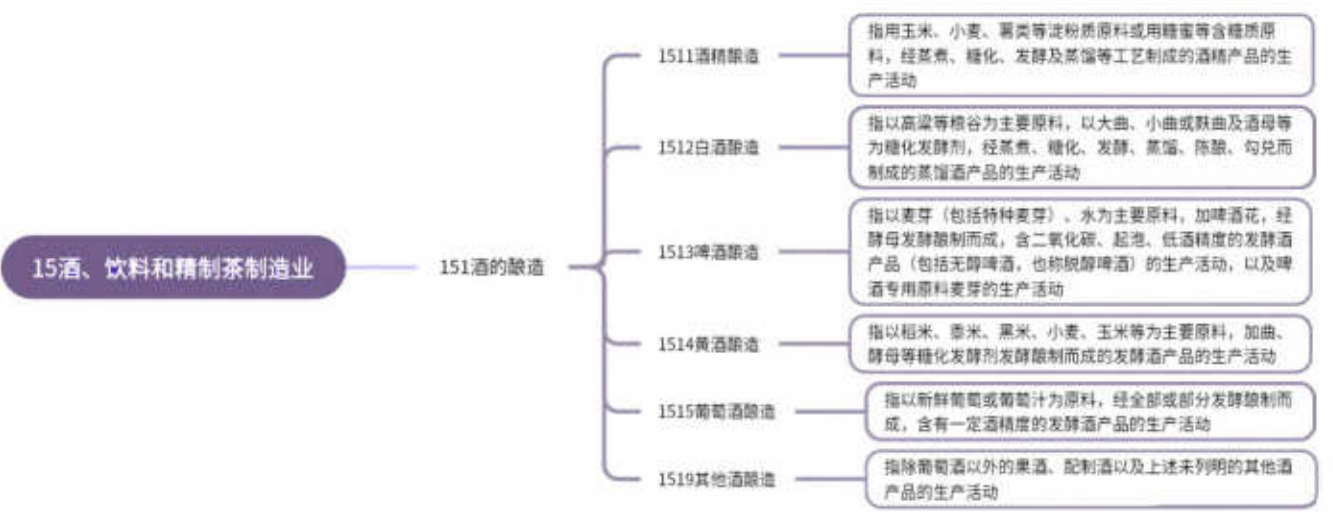 15酒、饮料和精制茶制造业
151酒的酿造
1511酒精酿造
指用玉米、小麦、薯类等淀粉质原料或用糖蜜等含糖质原
料，经蒸煮、糖化、发酵及蒸馏等工艺制成的酒精产品的生
产活动
1512白酒酿造
指以高粱等粮谷为主要原料，以大曲、小曲或麸曲及酒母等
为糖化发酵剂，经蒸煮、糖化、发酵、蒸馏、陈酿、勾兑而
制成的蒸馏酒产品的生产活动
1513啤酒酿造
指以麦芽（包括特种麦芽）、水为主要原料，加啤酒花，经
酵母发酵酿制而成，含二氧化碳、起泡、低酒精度的发酵酒
产品（包括无醇啤酒，也称脱醇啤酒）的生产活动，以及啤
酒专用原料麦芽的生产活动
1514黄酒酿造
指以稻米、黍米、黑米、小麦、玉米等为主要原料，加曲、
酵母等糖化发酵剂发酵酿制而成的发酵酒产品的生产活动
1515葡萄酒酿造
指以新鲜葡萄或葡萄汁为原料，经全部或部分发酵酿制而
成，含有一定酒精度的发酵酒产品的生产活动
1519其他酒酿造
指除葡萄酒以外的果酒、配制酒以及上述未列明的其他酒
产品的生产活动